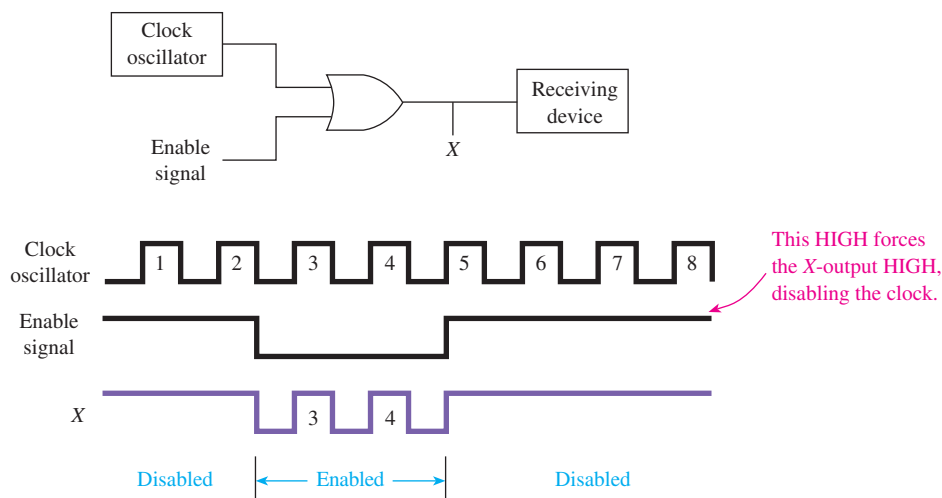 Clock
oscillator
Receiving
device
Enable
signal
X
Clock
oscillator
1 2 3 4 5 6 7 8
This HIGH forces
the X-output HIGH,
disabling the clock.
Enable
signal
X
3 4
Disabled Enabled Disabled